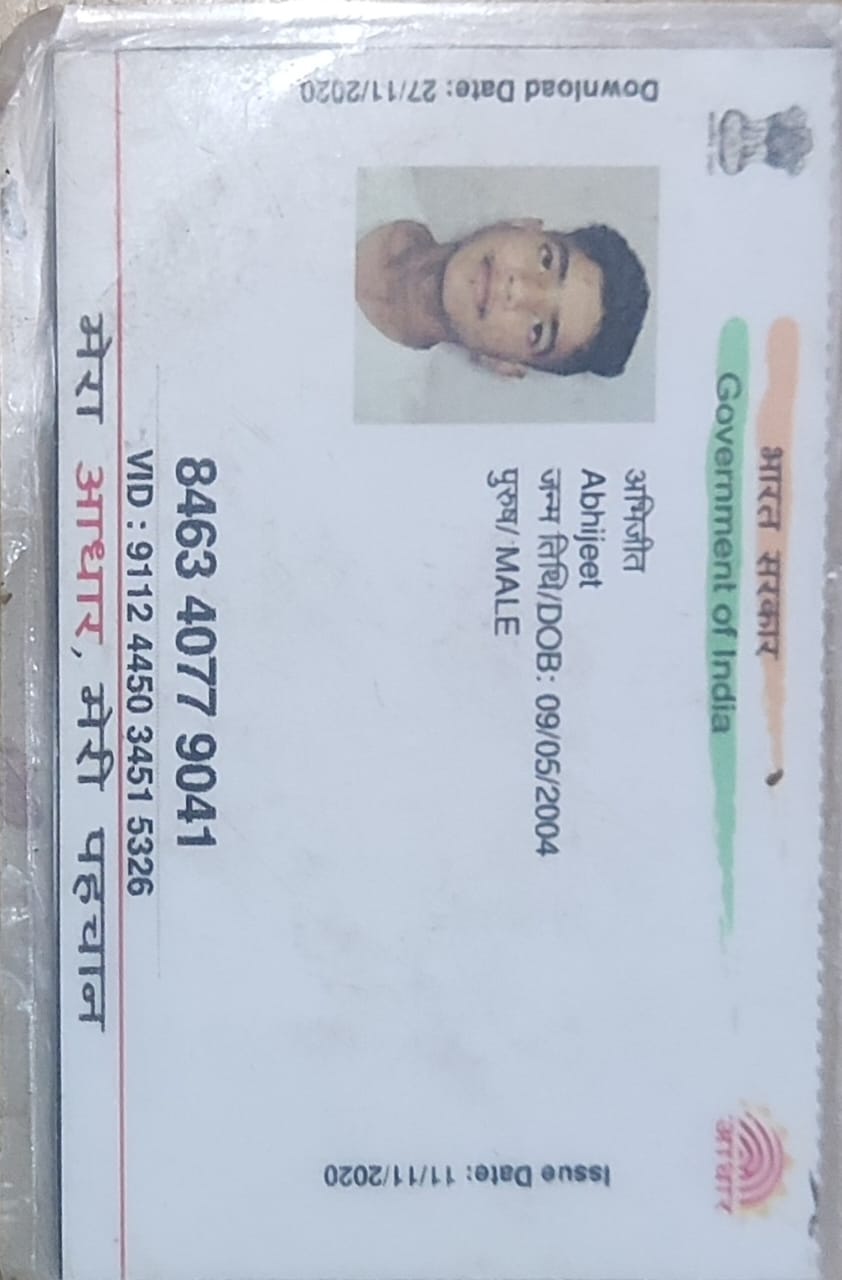 भारत सरकार
Government of India
Download Date: 27/11/2020
अभिजीत
Abhijeet
जन्म तिथि/DOB: 09/05/2004
पुरुष/ MALE
Issue Date: 11/11/2020
8463 4077 9041
VID : 9112 4450 3451 5326
मेरा आधार, मेरी पहचान
आधार